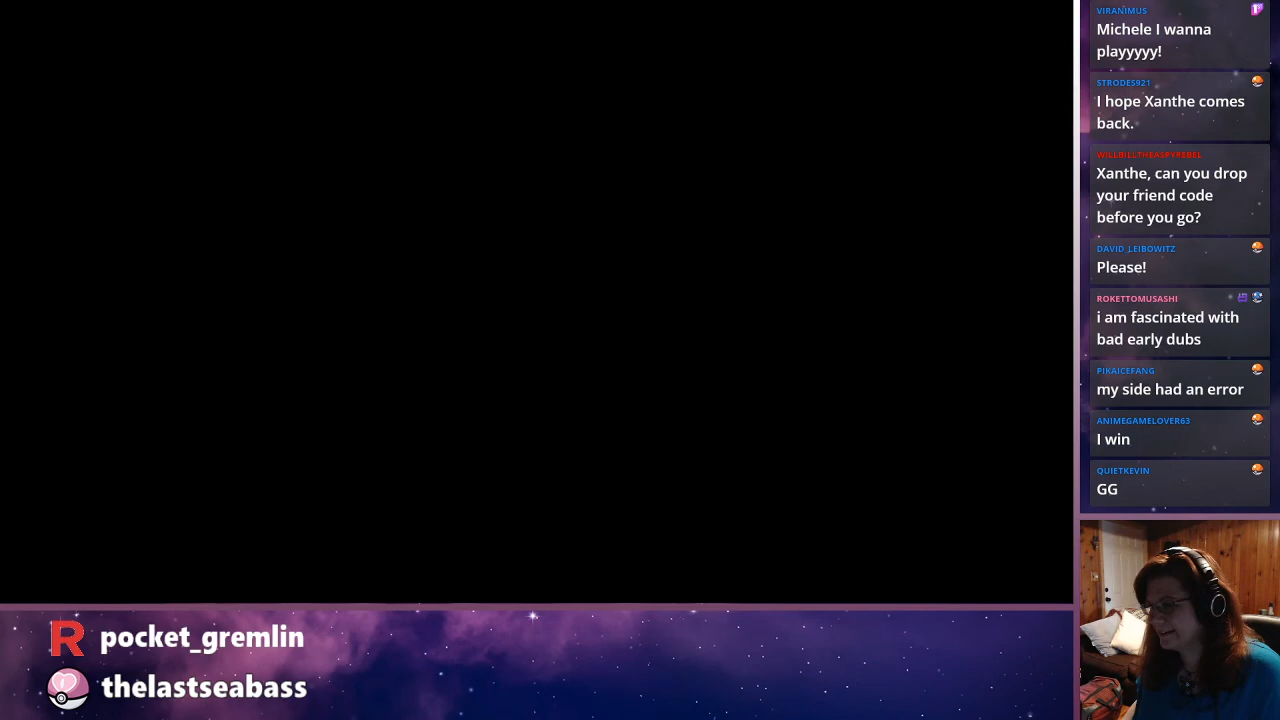 VIRANIMUS
Michele I wanna
playyyyy!
STRODES921
I hope Xanthe comes
back.
WILLBILLTHEASPYREBEL
Xanthe, can you drop
your friend code
before you go?
DAVID_LEIBOWITZ
Please!
ROKETTOMUSASHI
i am fascinated with
bad early dubs
PIKAICEFANG
my side had an error
ANIMEGAMELOVER63
I win
QUIETKEVIN
GG
R pocket_gremlin
thelastseabass